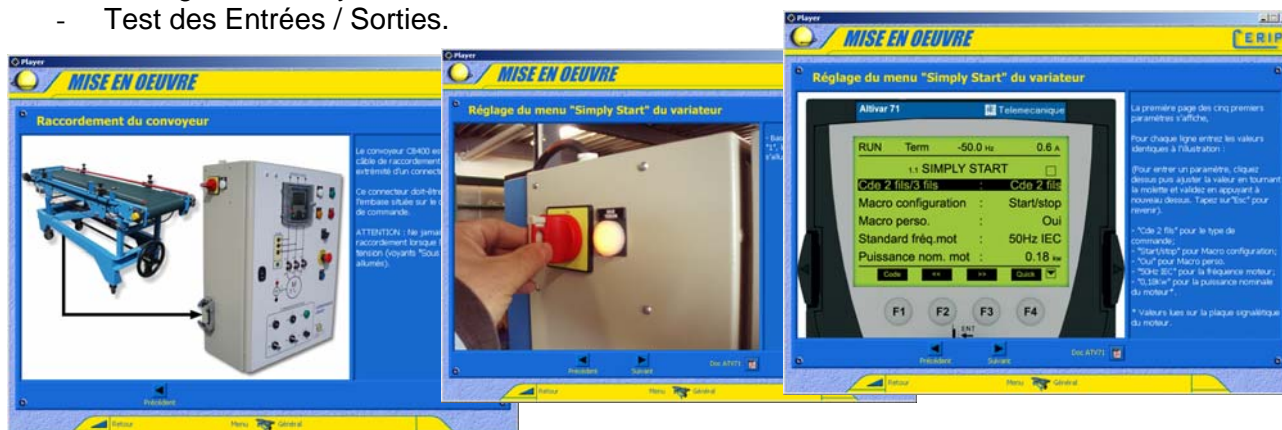 - Test des Entrées / Sorties.
Player
MISE EN OEUVRE
Raccordement du convoyeur
Le convoyeur CB400 es
câble de raccordement
extrémité d'un connect
Ce connecteur doit-être
l'embase située sur le c
de commande.
ATTENTION : Ne jama
raccordement lorsque l
tension (voyants "Sous
allumés).
Précédent
Retour
Menu
Général
Player
MISE EN OEUVRE
Réglage du menu "Simply Start" du variateur
- Bas
"1", l
s'allu
Précédent
Suivant
Doc ATV71
Retour
Menu
Général
Player
MISE EN OEUVRE
ERIP
Réglage du menu "Simply Start" du variateur
Altivar 71
Telemecanique
RUN Term -50.0 Hz 0.6 A
1.1 SIMPLY START
Cde 2 fils/3 fils : Cde 2 fils
Macro configuration : Start/stop
Macro perso. : Oui
Standard fréq.mot : 50Hz IEC
Puissance nom. mot : 0.18 kw
Code << >> Quick
F1 F2 F3 F4
ENT
La première page des cinq premiers
paramètres s'affiche,
Pour chaque ligne entrez les valeurs
identiques à l'illustration :
(Pour entrer un paramètre, cliquez
dessus puis ajuster la valeur en tournant
la molette et validez en appuyant à
nouveau dessus. Tapez sur"Esc" pour
revenir).
- "Cde 2 fils" pour le type de
commande;
- "Start/stop" pour Macro configuration;
- "Oui" pour Macro perso.
- "50Hz IEC" pour la fréquence moteur;
- "0,18Kw" pour la puissance nominale
du moteur*.
* Valeurs lues sur la plaque signalétique
du moteur.
Précédent
Suivant
Doc ATV71
Retour
Menu
Général